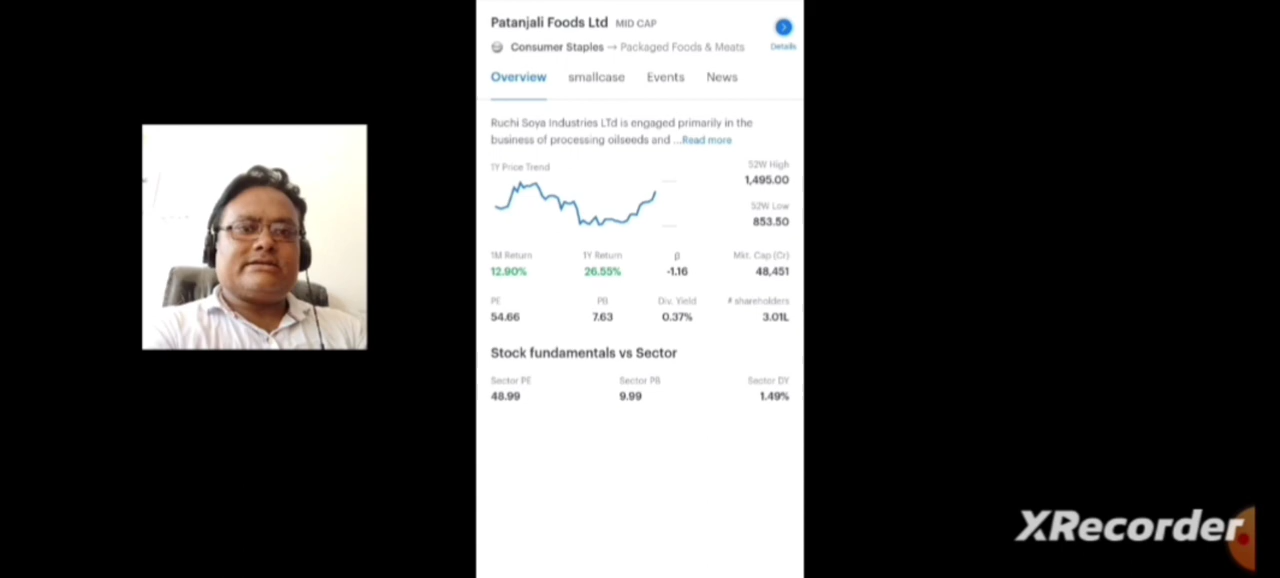 Patanjali Foods Ltd MID CAP
Details
Consumer Staples → Packaged Foods & Meats
Overview smallcase Events News
Ruchi Soya Industries LTd is engaged primarily in the
business of processing oilseeds and ...Read more
1Y Price Trend
52W High
1,495.00
52W Low
853.50
1M Return 1Y Return β Mkt. Cap (Cr)
12.90% 26.55% -1.16 48,451
PE PB Div. Yield # shareholders
54.66 7.63 0.37% 3.01L
Stock fundamentals vs Sector
Sector PE Sector PB Sector DY
48.99 9.99 1.49%
XRecorder